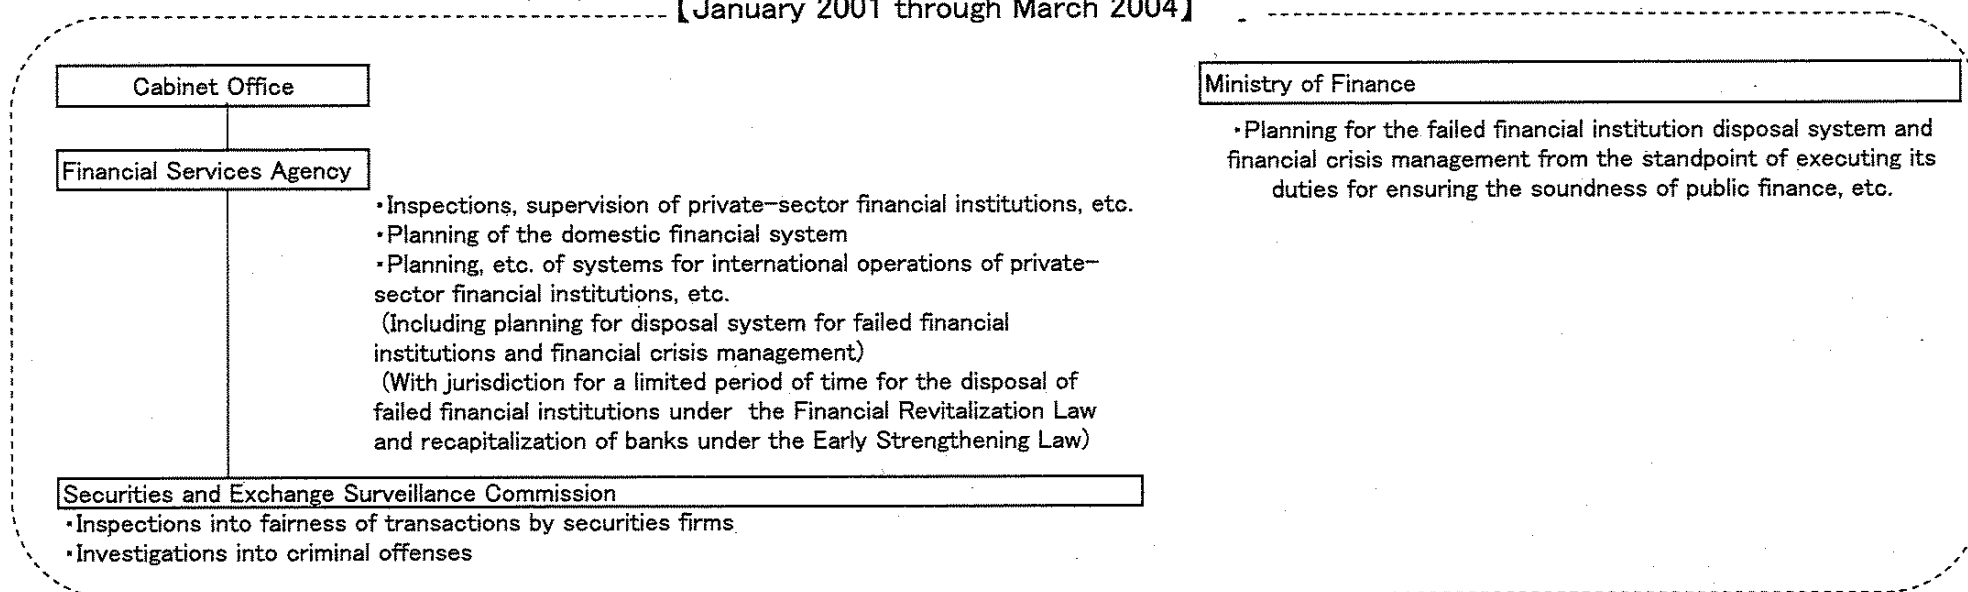 【January 2001 through March 2004】
Cabinet Office
Financial Services Agency
・Inspections, supervision of private-sector financial institutions, etc.
・Planning of the domestic financial system
・Planning, etc. of systems for international operations of private-
sector financial institutions, etc.
(Including planning for disposal system for failed financial
institutions and financial crisis management)
(With jurisdiction for a limited period of time for the disposal of
failed financial institutions under the Financial Revitalization Law
and recapitalization of banks under the Early Strengthening Law)
Securities and Exchange Surveillance Commission
・Inspections into fairness of transactions by securities firms
・Investigations into criminal offenses
Ministry of Finance
・Planning for the failed financial institution disposal system and
financial crisis management from the standpoint of executing its
duties for ensuring the soundness of public finance, etc.